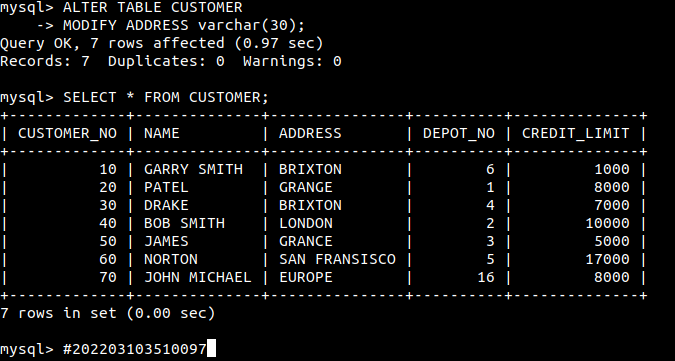 mysql> ALTER TABLE CUSTOMER
    -> MODIFY ADDRESS varchar(30);
Query OK, 7 rows affected (0.97 sec)
Records: 7  Duplicates: 0  Warnings: 0

mysql> SELECT * FROM CUSTOMER;
+-------------+--------------+---------------+----------+--------------+
| CUSTOMER_NO | NAME         | ADDRESS       | DEPOT_NO | CREDIT_LIMIT |
+-------------+--------------+---------------+----------+--------------+
|          10 | GARRY SMITH  | BRIXTON       |        6 |         1000 |
|          20 | PATEL        | GRANGE        |        1 |         8000 |
|          30 | DRAKE        | BRIXTON       |        4 |         7000 |
|          40 | BOB SMITH    | LONDON        |        2 |        10000 |
|          50 | JAMES        | GRANCE        |        3 |         5000 |
|          60 | NORTON       | SAN FRANSISCO |        5 |        17000 |
|          70 | JOHN MICHAEL | EUROPE        |       16 |         8000 |
+-------------+--------------+---------------+----------+--------------+
7 rows in set (0.00 sec)

mysql> #202203103510097